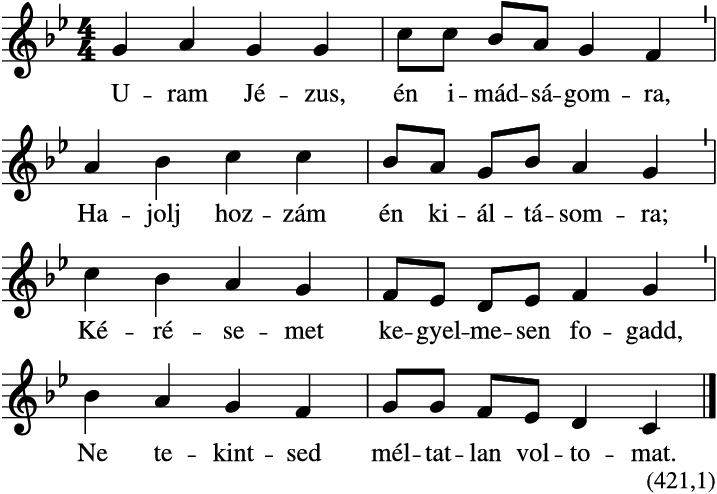 4 4
U – ram Jé – zus, én i – mád – sá – gom – ra,
Ha – jolj hoz – zám én ki – ál – tá – som – ra;
Ké – ré – se – met ke – gyel – me – sen fo – gadd,
Ne te – kint – sed mél – tat – lan vol – to – mat.
(421,1)